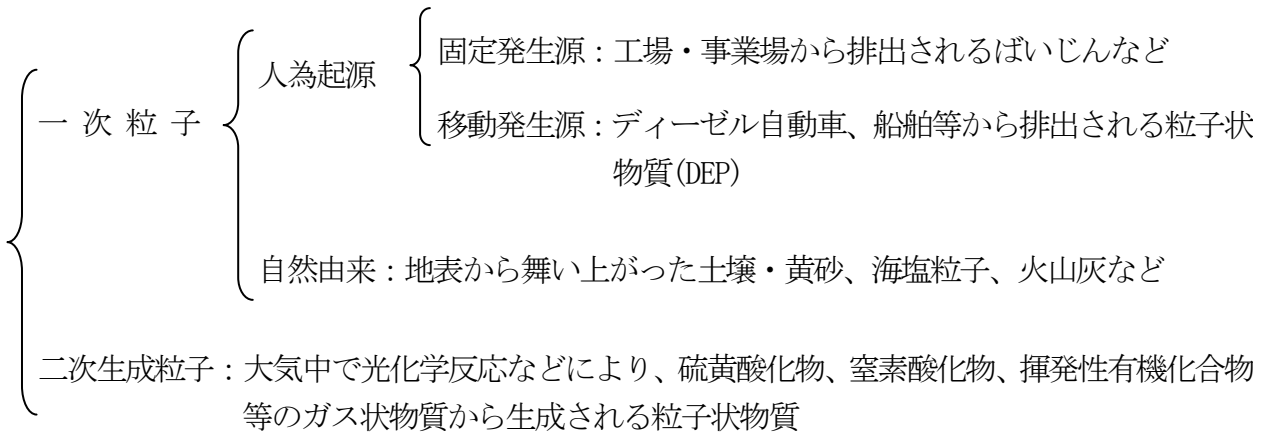 固定発生源：工場・事業場から排出されるばいじんなど
人為起源
一 次 粒 子
移動発生源：ディーゼル自動車、船舶等から排出される粒子状
物質(DEP)
自然由来：地表から舞い上がった土壌・黄砂、海塩粒子、火山灰など
二次生成粒子：大気中で光化学反応などにより、硫黄酸化物、窒素酸化物、揮発性有機化合物
等のガス状物質から生成される粒子状物質